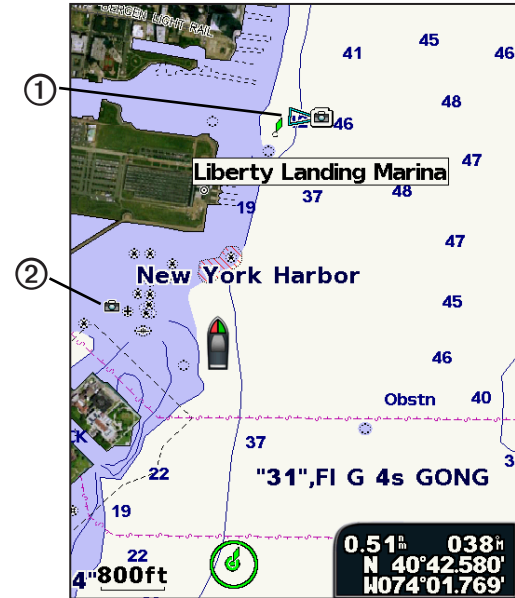 BERGEN LIGHT RAIL
45
41
46
①
48
46
47
Liberty Landing Marina
37
48
19
47
②
New York Harbor
45
46
Obstn
40
K
37
3
22
"31",Fl G 4s GONG
19
22
4"
800ft
0.51nm 038°M
N 40°42.580'
W074°01.769'